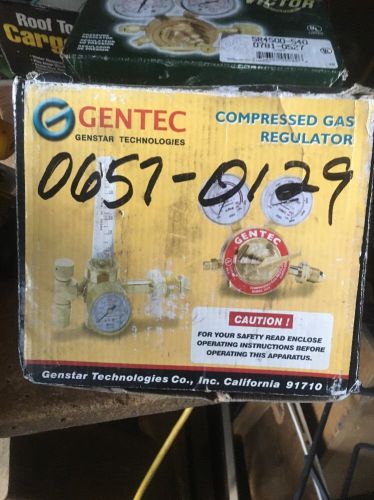 Roof To
Carg
VICTOR
SR450D-540
0781-0527
GENTEC
GENSTAR TECHNOLOGIES
COMPRESSED GAS
REGULATOR
0657-0129
GENTEC
CAUTION !
FOR YOUR SAFETY READ ENCLOSE
OPERATING INSTRUCTIONS BEFORE
OPERATING THIS APPARATUS.
Genstar Technologies Co., Inc. California 91710